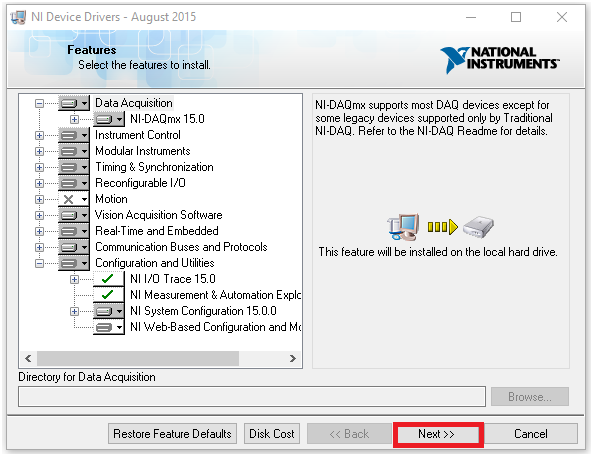 NI Device Drivers - August 2015
Features
Select the features to install.
NATIONAL
INSTRUMENTS™
Data Acquisition
NI-DAQmx 15.0
Instrument Control
Modular Instruments
Timing & Synchronization
Reconfigurable I/O
Motion
Vision Acquisition Software
Real-Time and Embedded
Communication Buses and Protocols
Configuration and Utilities
NI I/O Trace 15.0
NI Measurement & Automation Explo
NI System Configuration 15.0.0
NI Web-Based Configuration and Mo
NI-DAQmx supports most DAQ devices except for
some legacy devices supported only by Traditional
NI-DAQ. Refer to the NI-DAQ Readme for details.
This feature will be installed on the local hard drive.
Directory for Data Acquisition
Browse...
Restore Feature Defaults
Disk Cost
<< Back
Next >>
Cancel